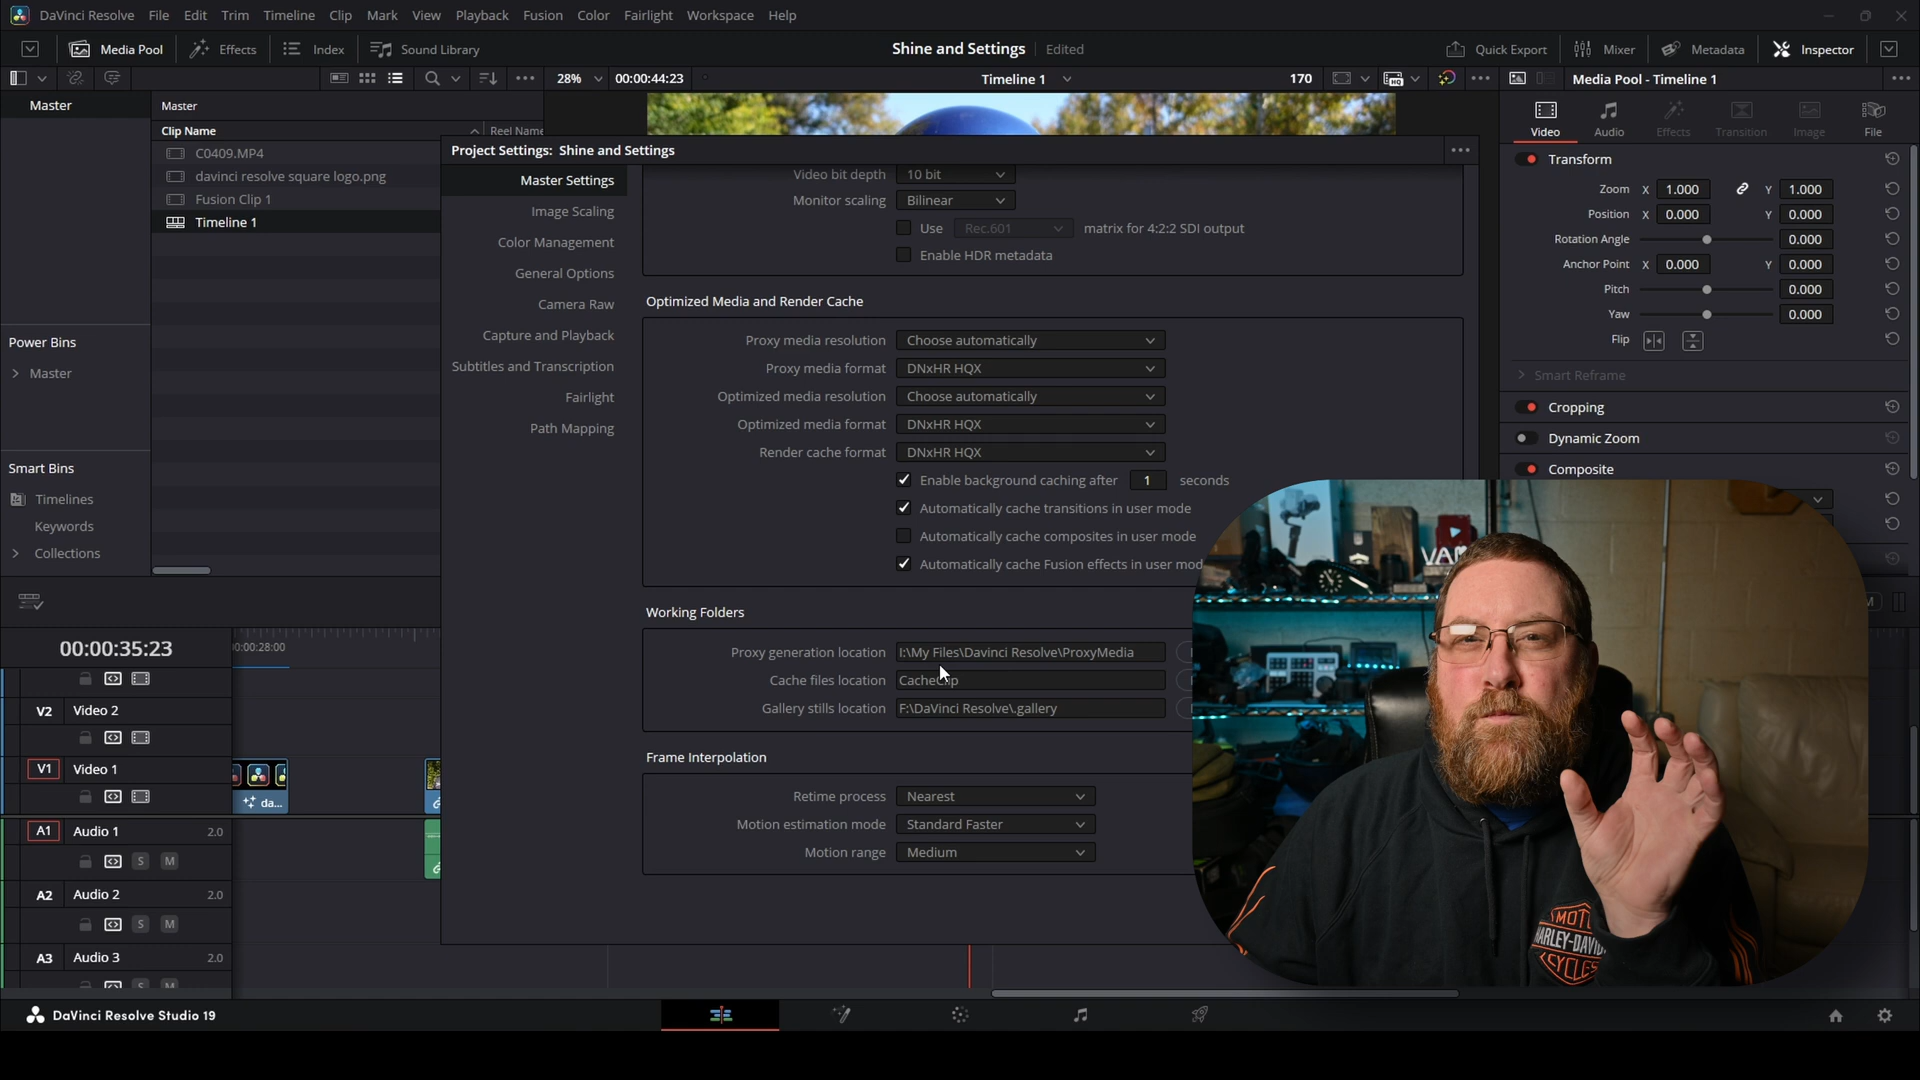 DaVinci Resolve File Edit Trim Timeline Clip Mark View Playback Fusion Color Fairlight Workspace Help
Media Pool Effects Index Sound Library Shine and Settings Edited Quick Export Mixer Metadata Inspector
28% 00:00:44:23 Timeline 1 170 Media Pool - Timeline 1
Master Master
Clip Name Reel Name
C0409.MP4
davinci resolve square logo.png
Fusion Clip 1
Timeline 1
Power Bins
Master
Smart Bins
Timelines
Keywords
Collections
Project Settings: Shine and Settings
Master Settings
Image Scaling
Color Management
General Options
Camera Raw
Capture and Playback
Subtitles and Transcription
Fairlight
Path Mapping
Video bit depth 10 bit
Monitor scaling Bilinear
Use Rec.601 matrix for 4:2:2 SDI output
Enable HDR metadata
Optimized Media and Render Cache
Proxy media resolution Choose automatically
Proxy media format DNxHR HQX
Optimized media resolution Choose automatically
Optimized media format DNxHR HQX
Render cache format DNxHR HQX
Enable background caching after 1 seconds
Automatically cache transitions in user mode
Automatically cache composites in user mode
Automatically cache Fusion effects in user mod
Working Folders
Proxy generation location I:\My Files\Davinci Resolve\ProxyMedia
Cache files location CacheClip
Gallery stills location F:\DaVinci Resolve\.gallery
Frame Interpolation
Retime process Nearest
Motion estimation mode Standard Faster
Motion range Medium
Video Audio Effects Transition Image File
Transform
Zoom X 1.000 Y 1.000
Position X 0.000 Y 0.000
Rotation Angle 0.000
Anchor Point X 0.000 Y 0.000
Pitch 0.000
Yaw 0.000
Flip
Smart Reframe
Cropping
Dynamic Zoom
Composite
00:00:35:23 0:00:28:00
V2 Video 2
V1 Video 1
da...
A1 Audio 1 2.0
S M
A2 Audio 2 2.0
S M
A3 Audio 3 2.0
S M
M
MOTO
HARLEY-DAVID
CYCLES
DaVinci Resolve Studio 19